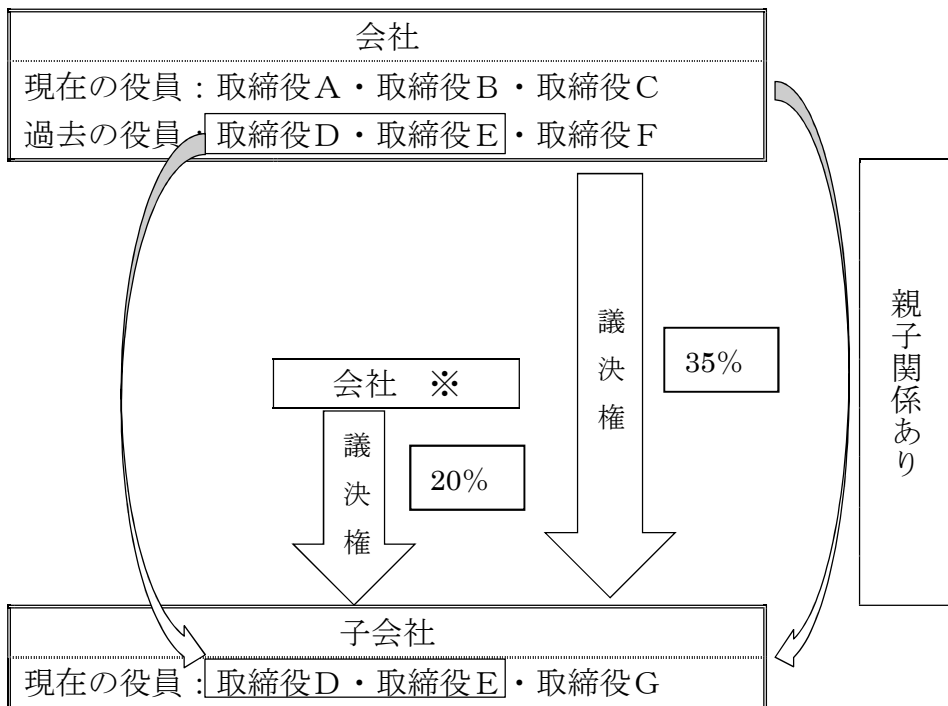 会社
現在の役員：取締役A・取締役B・取締役C
過去の役員：取締役D・取締役E・取締役F
議決権
35%
親子関係あり
会社　※
議決権
20%
子会社
現在の役員：取締役D・取締役E・取締役G